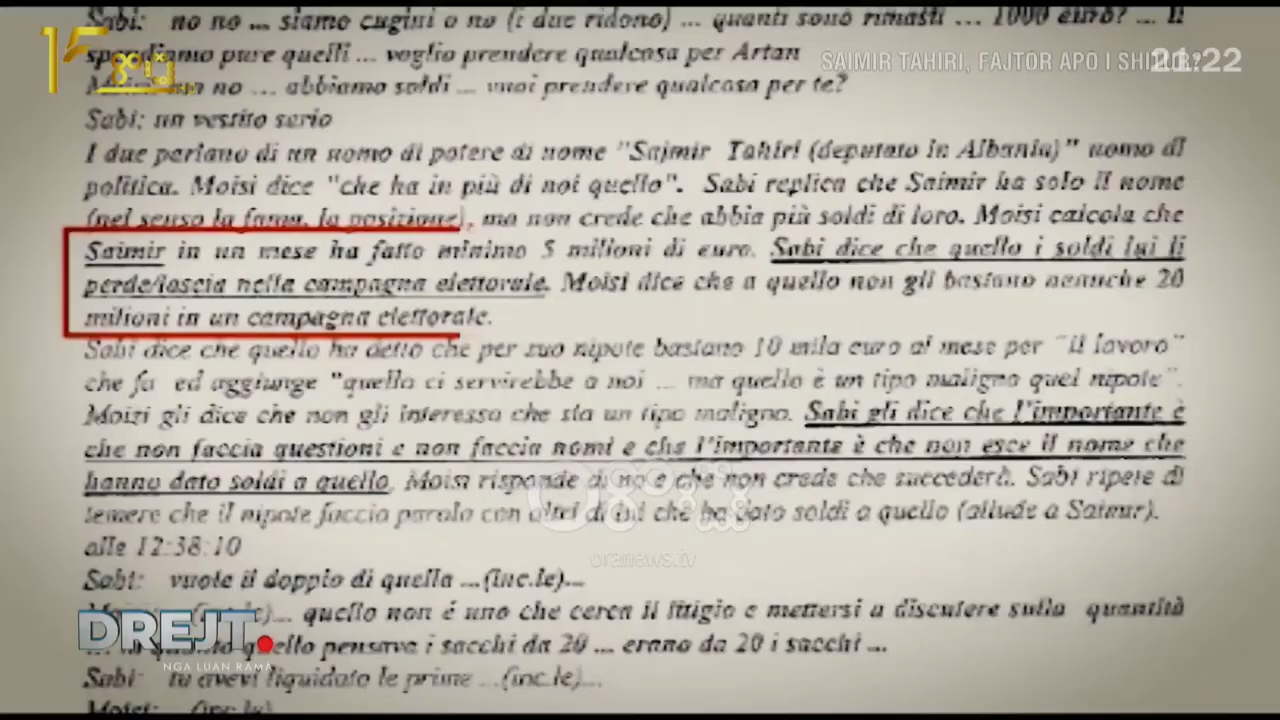 Sabi: no no ... siamo cugini o no (i due ridono) ... quanti sono rimasti ... 1000 euro? ... li
spendiamo pure quelli ... voglio prendere qualcosa per Artan
no ... abbiamo soldi ... vuoi prendere qualcosa per te?
Sabi: un vestito serio
I due parlano di un uomo di potere di nome "Sajmir Tahiri (deputato in Albania)" uomo di
politica. Moisi dice "che ha in più di noi quello". Sabi replica che Saimir ha solo il nome
(nel senso la fama, la posizione), ma non crede che abbia più soldi di loro. Moisi calcola che
Saimir in un mese ha fatto minimo 5 milioni di euro. Sabi dice che quello i soldi lui li
perde/lascia nella campagna elettorale. Moisi dice che a quello non gli bastano neanche 20
milioni in un campagna elettorale.
Sabi dice che quello ha detto che per suo nipote bastano 10 mila euro al mese per "il lavoro"
che fa ed aggiunge "quello ci servirebbe a noi ... ma quello è un tipo maligno quel nipote".
Moisi gli dice che non gli interessa che sia un tipo maligno. Sabi gli dice che l'importante è
che non faccia questioni e non faccia nomi e che l'importante è che non esce il nome che
hanno dato soldi a quello. Moisi risponde di no e che non crede che succederà. Sabi ripete di
temere che il nipote faccia parola con altri di lui che ha dato soldi a quello (allude a Saimir).
alle 12:38:10
Sabi: vuole il doppio di quella ...(inc.le)...
quello non é uno che cerca il litigio e mettersi a discutere sulla quantità
quello pensava i sacchi da 20 ... erano da 20 i sacchi ...
Sabi: tu avevi liquidato le prime ...(inc.le)...
Moisi: ...(inc.le)
15
SAIMIR TAHIRI, FAJTOR APO I
21:22
oranews.tv
DREJT.
NGA LUAN RAMA